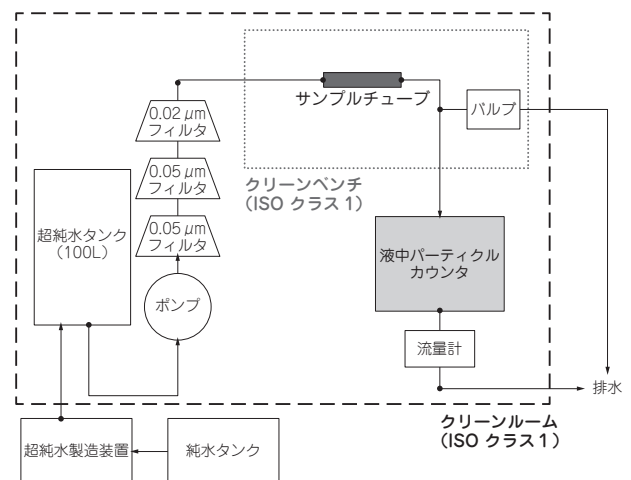 サンプルチューブ
バルブ
0.02 μm
フィルタ
0.05 μm
フィルタ
0.05 μm
フィルタ
クリーンベンチ
(ISO クラス 1)
超純水タンク
(100L)
液中パーティクル
カウンタ
ポンプ
流量計
排水
クリーンルーム
(ISO クラス 1)
超純水製造装置
純水タンク